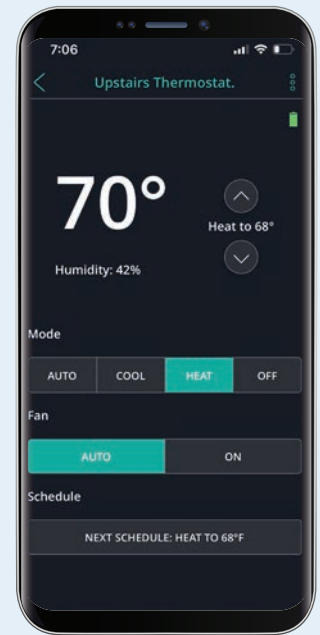 7:06
Upstairs Thermostat.
70°
Heat to 68°
Humidity: 42%
Mode
AUTO COOL HEAT OFF
Fan
AUTO ON
Schedule
NEXT SCHEDULE: HEAT TO 68°F